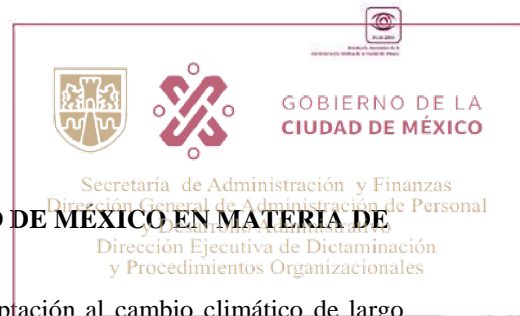 GOBIERNO DE LA
CIUDAD DE MÉXICO
Secretaría de Administración y Finanzas
Dirección General de Administración de Personal
y Desarrollo Administrativo
O DE MÉXICO EN MATERIA DE
Dirección Ejecutiva de Dictaminación
y Procedimientos Organizacionales
ptación al cambio climático de largo